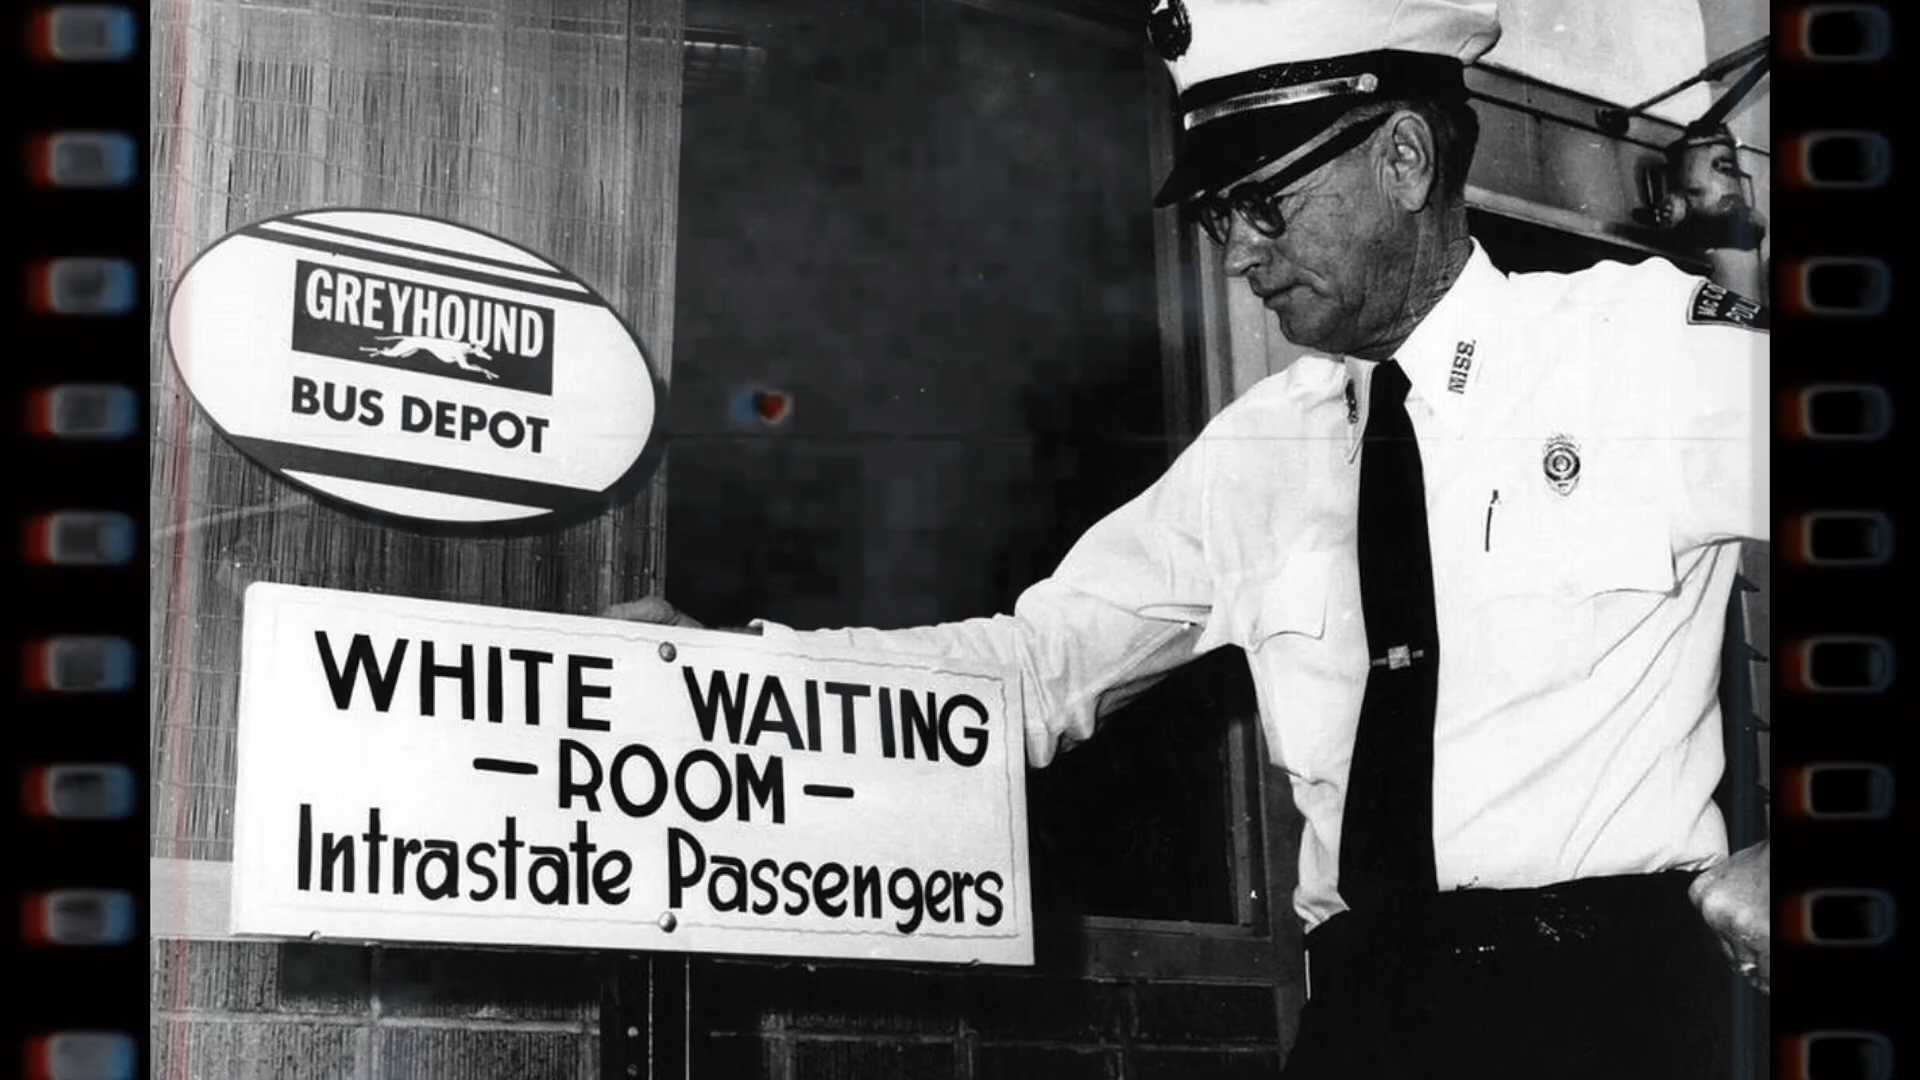 GREYHOUND
BUS DEPOT
WHITE WAITING
-ROOM-
Intrastate Passengers
MISS.